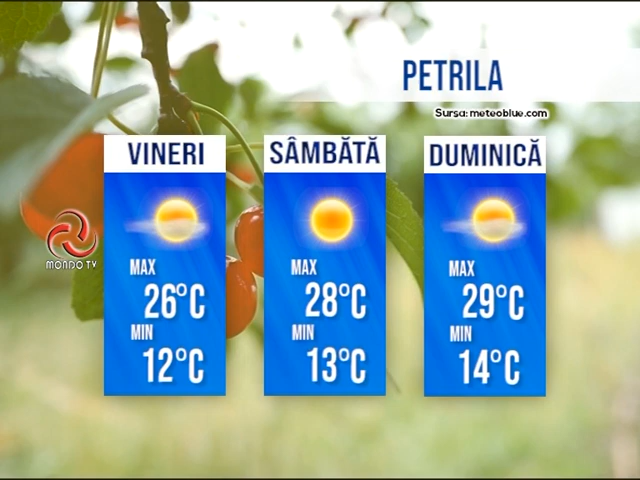 PETRILA
Sursa: meteoblue.com
VINERI
MAX
26°C
MIN
12°C
SÂMBĂTĂ
MAX
28°C
MIN
13°C
DUMINICĂ
MAX
29°C
MIN
14°C
MONDO TV